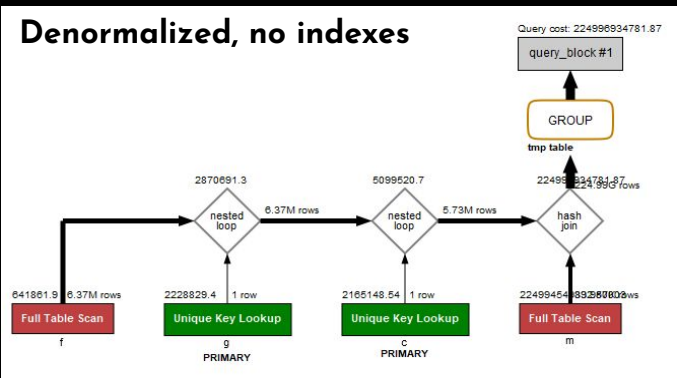 Denormalized, no indexes
Query cost: 224996934781.87
query_block #1
GROUP
tmp table
2870691.3
5099520.7
224996934781.87
224.99G rows
nested
loop
6.37M rows
nested
loop
5.73M rows
hash
join
641861.9
6.37M rows
2228829.4
1 row
2165148.54
1 row
Full Table Scan
Unique Key Lookup
Unique Key Lookup
Full Table Scan
f
g
c
m
PRIMARY
PRIMARY